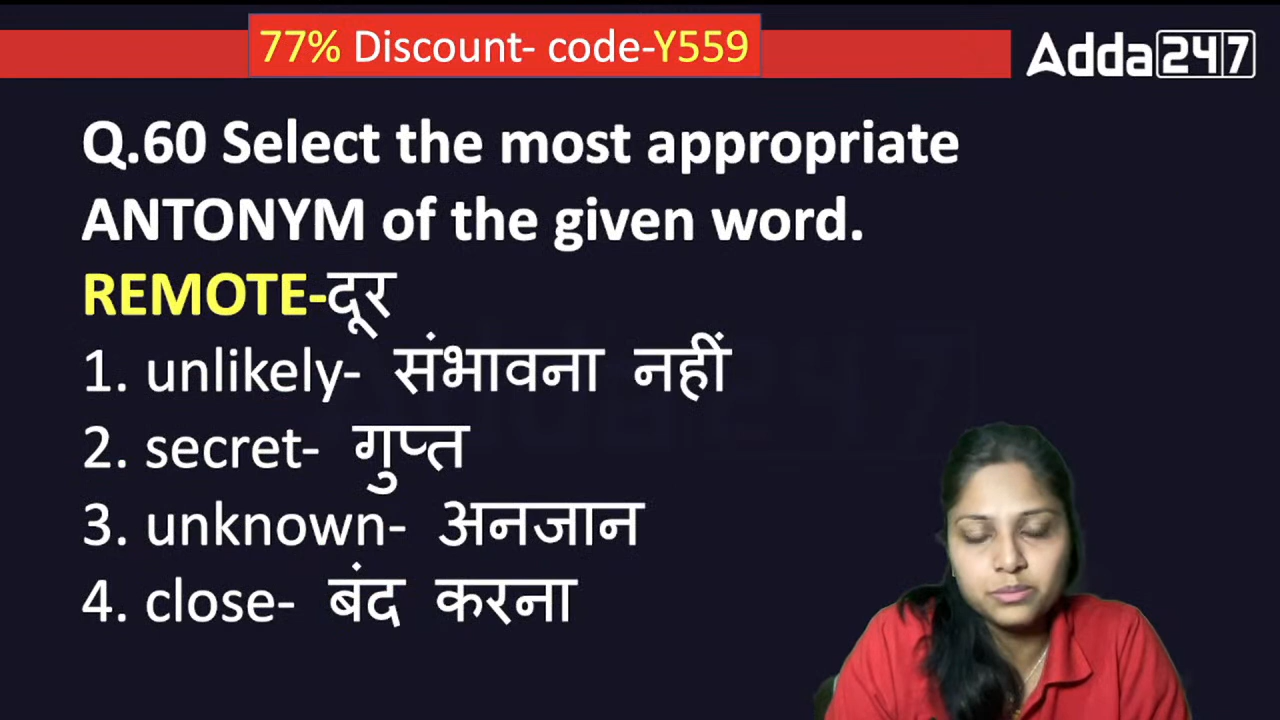 77% Discount- code-Y559
Adda247
Q.60 Select the most appropriate
ANTONYM of the given word.
REMOTE-दूर
1. unlikely- संभावना नहीं
2. secret- गुप्त
3. unknown- अनजान
4. close- बंद करना